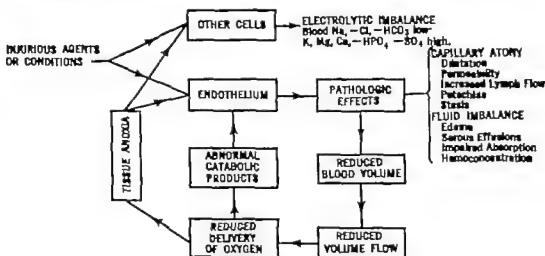 OTHER CELLS
ELECTROLYTIC IMBALANCE
Blood Na, -Cl, -HCO3 low-
K, Mg, Ca, -HPO4 -SO4 high.
INJURIOUS AGENTS
OR CONDITIONS
CAPILLARY ATONY
Dilatation
Permeability
Increased Lymph Flow
Petechiae
Stasis
FLUID IMBALANCE
Edema
Serous Effusions
Impaired Absorption
Hemoconcentration
ENDOTHELIUM
PATHOLOGIC
EFFECTS
TISSUE ANOXIA
ABNORMAL
CATABOLIC
PRODUCTS
REDUCED
BLOOD VOLUME
REDUCED
DELIVERY
OF OXYGEN
REDUCED
VOLUME FLOW